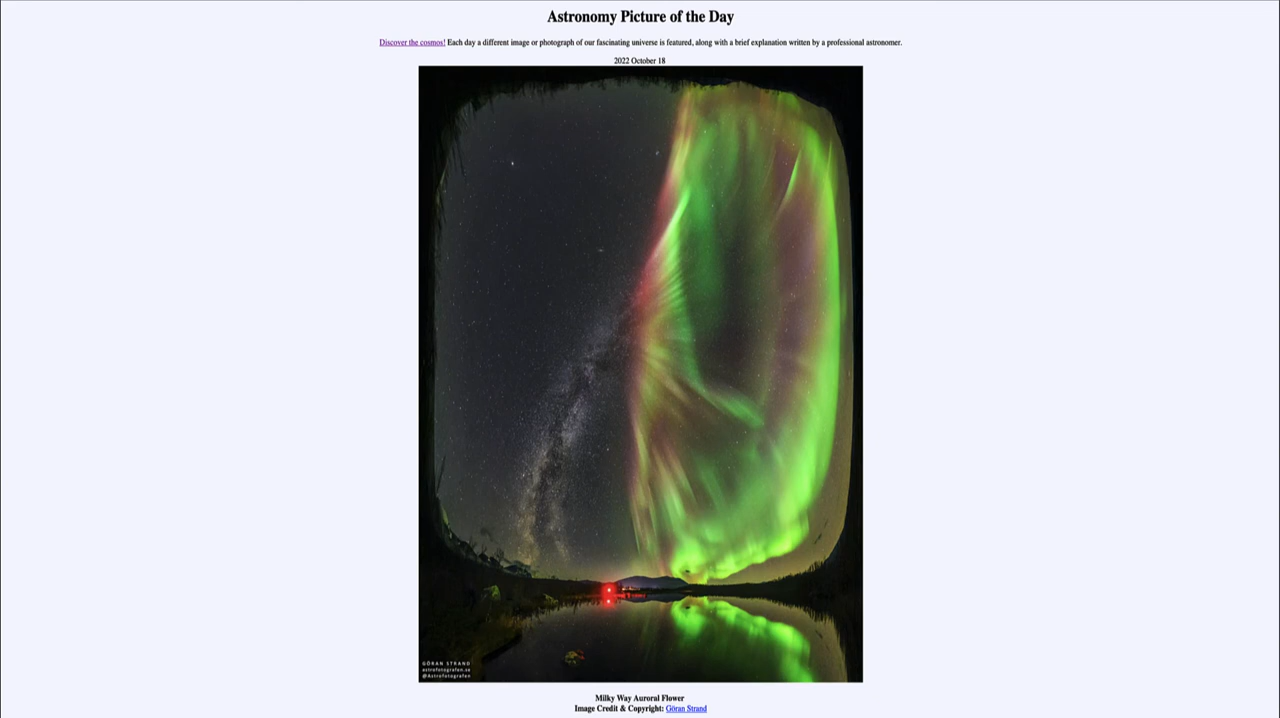 Astronomy Picture of the Day
Discover the cosmos! Each day a different image or photograph of our fascinating universe is featured, along with a brief explanation written by a professional astronomer.
2022 October 18
GÖRAN STRAND
astrofotografen.se
@Astrofotografen
Milky Way Auroral Flower
Image Credit & Copyright: Göran Strand